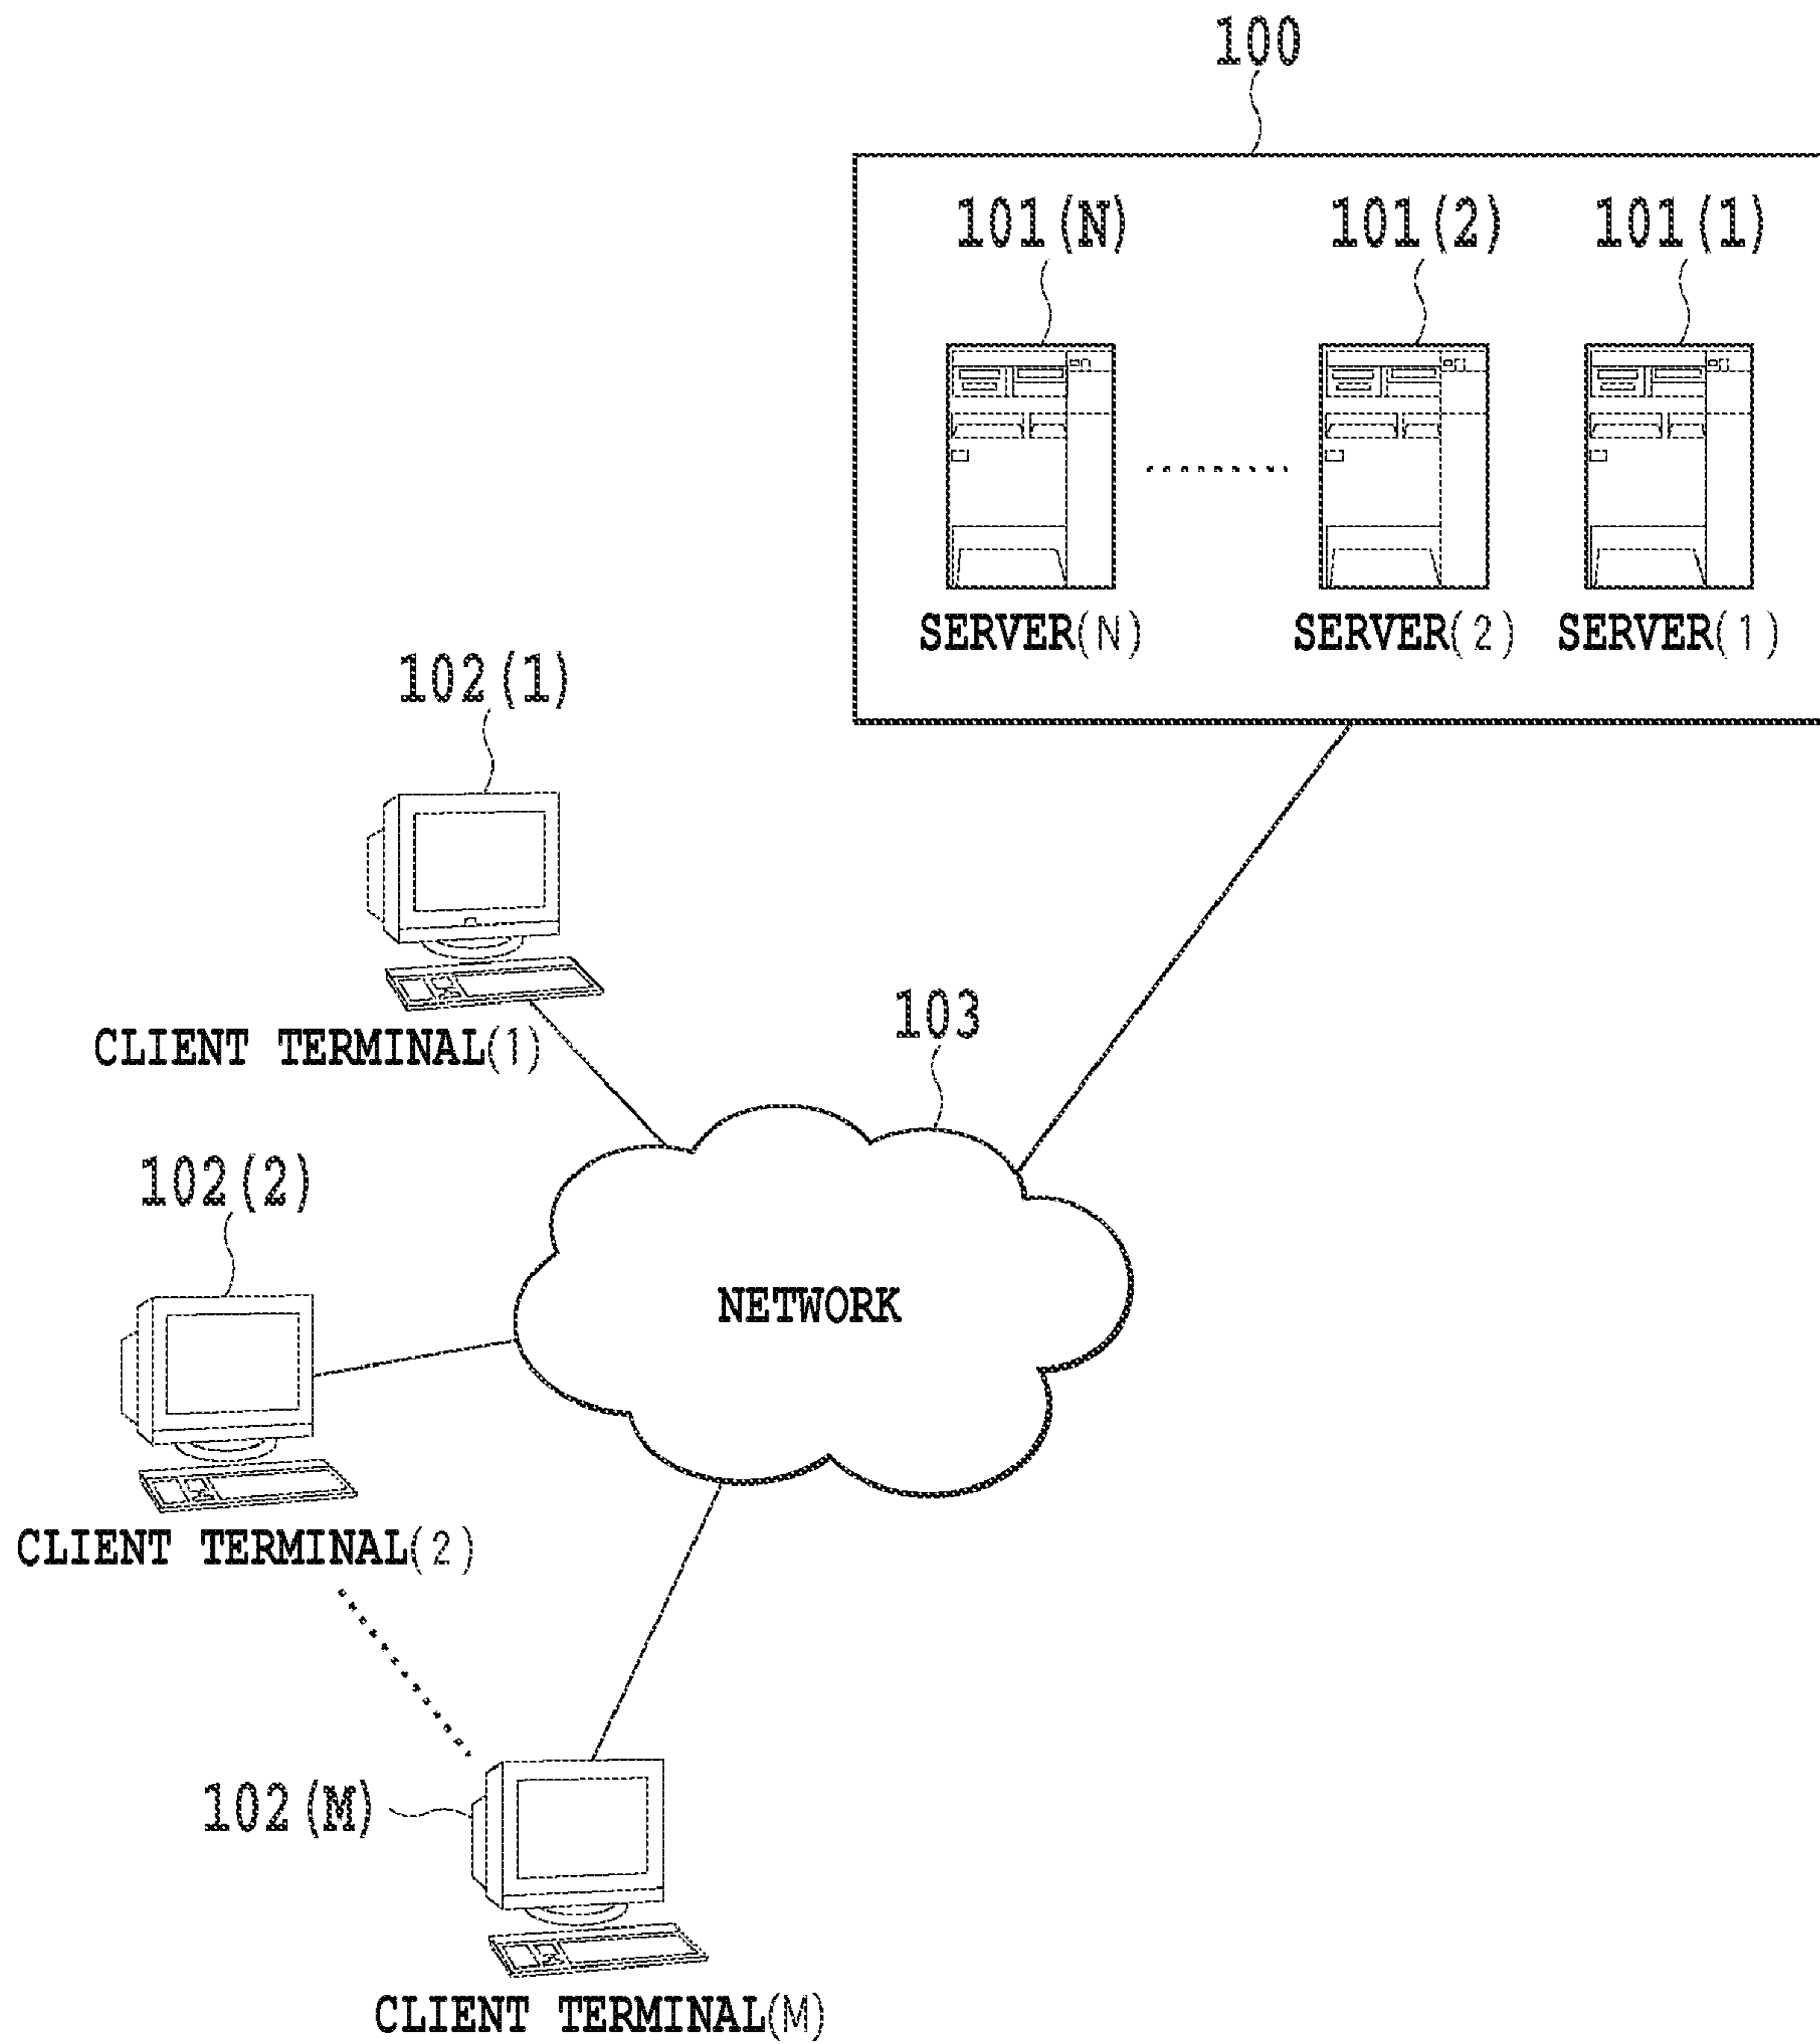 100
101(N) 101(2) 101(1)
SERVER(N) SERVER(2) SERVER(1)
102(1)
CLIENT TERMINAL(1)
103
102(2)
NETWORK
CLIENT TERMINAL(2)
102(M)
CLIENT TERMINAL(M)